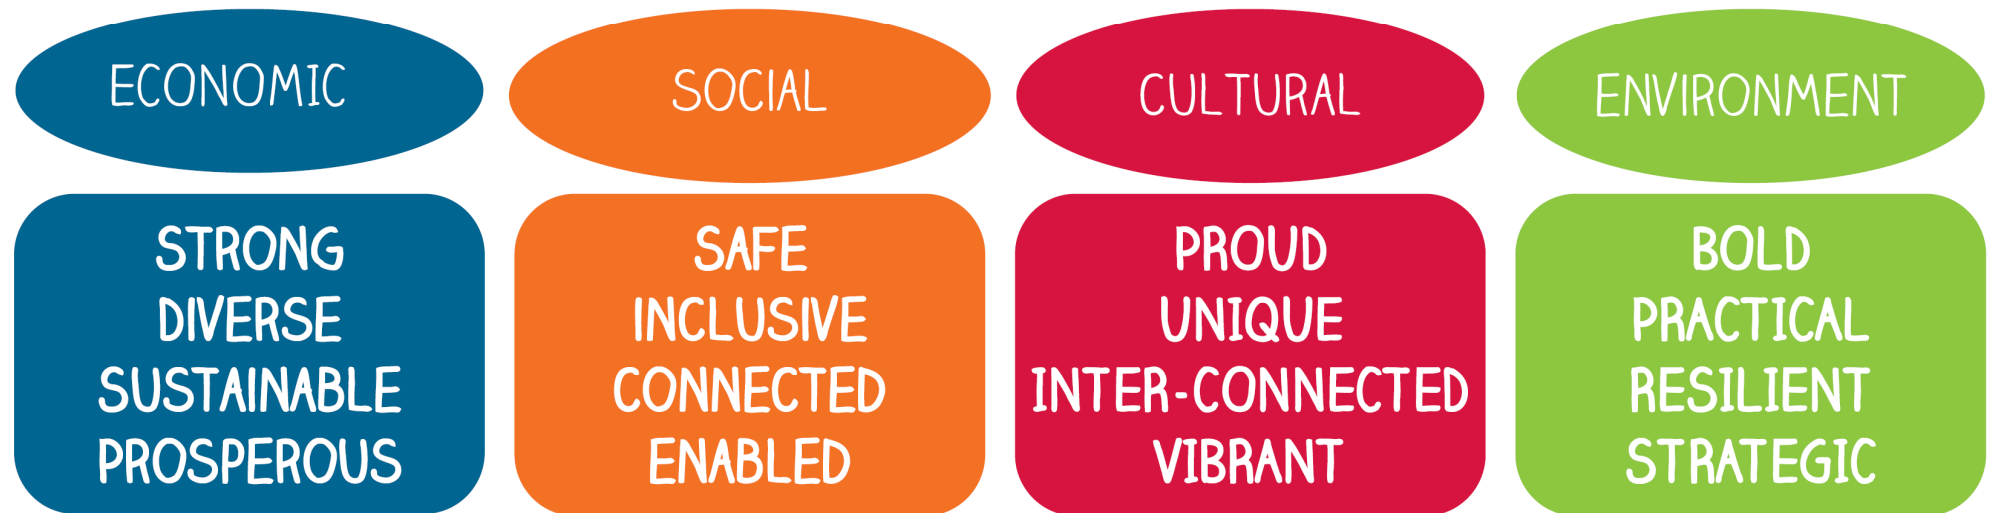 ECONOMIC
STRONG
DIVERSE
SUSTAINABLE
PROSPEROUS
SOCIAL
SAFE
INCLUSIVE
CONNECTED
ENABLED
CULTURAL
PROUD
UNIQUE
INTER-CONNECTED
VIBRANT
ENVIRONMENT
BOLD
PRACTICAL
RESILIENT
STRATEGIC